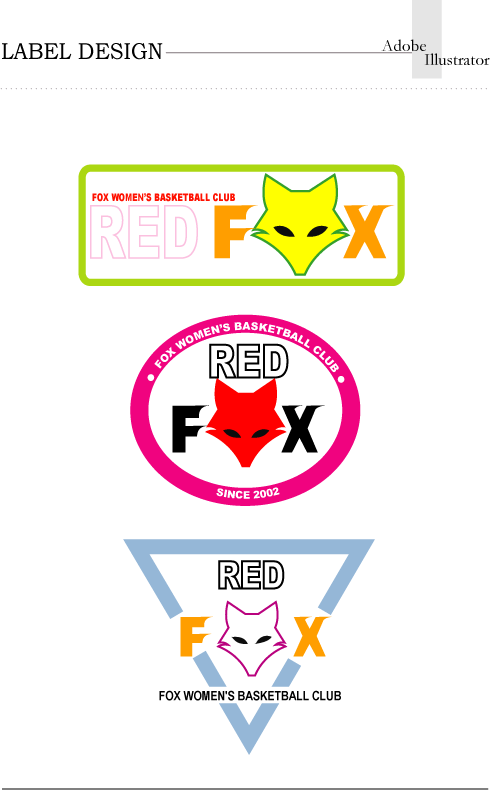 LABEL DESIGN
Adobe
Illustrator
FOX WOMEN'S BASKETBALL CLUB
RED F X
FOX WOMEN'S BASKETBALL CLUB
RED
F X
SINCE 2002
RED
F X
FOX WOMEN'S BASKETBALL CLUB